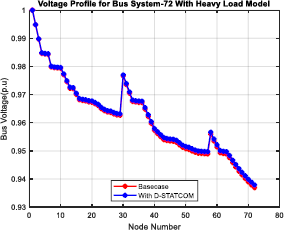 Voltage Profile for Bus System-72 With Heavy Load Model
1
0.99
0.98
0.97
0.96
0.95
0.94
0.93
Bus Voltage(p.u)
Basecase
With D-STATCOM
0 10 20 30 40 50 60 70 80
Node Number